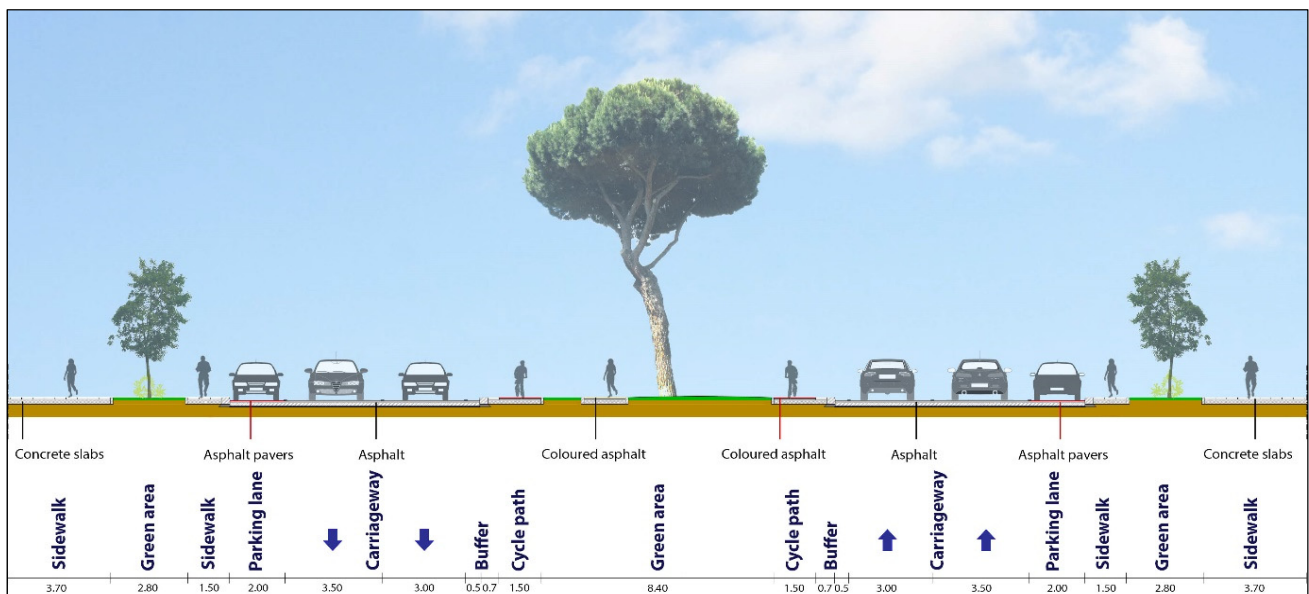 Concrete slabs Asphalt pavers Asphalt Coloured asphalt Coloured asphalt Asphalt Asphalt pavers Concrete slabs
Sidewalk Green area Sidewalk Parking lane Carriageway Buffer Cycle path Green area Cycle path Buffer Carriageway Parking lane Sidewalk Green area Sidewalk
3.70 2.80 1.50 2.00 3.50 3.00 0.5 0.7 1.50 8.40 1.50 0.7 0.5 3.00 3.50 2.00 1.50 2.80 3.70